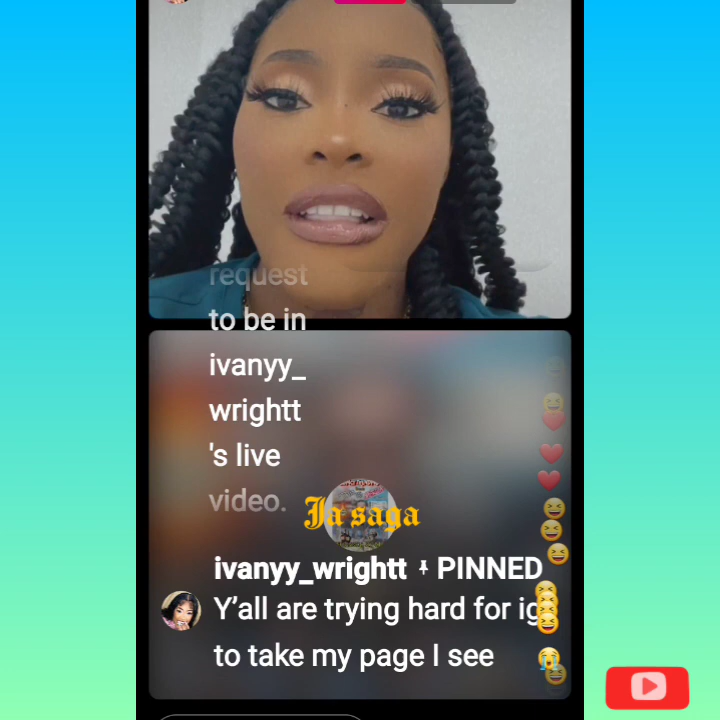 request
to be in
ivanyy_
wrightt
's live
video.
Ja saga
ivanyy_wrightt PINNED
Y’all are trying hard for ig
to take my page I see